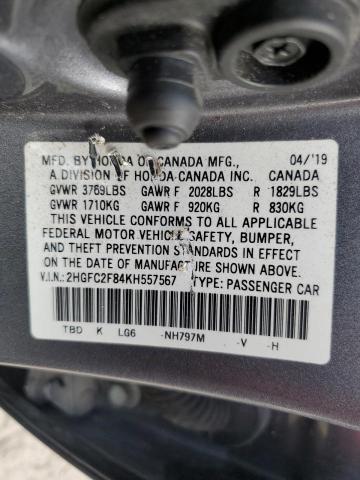 MFD. BY HONDA OF CANADA MFG., 04/'19
A DIVISION OF HONDA CANADA INC. CANADA
GVWR 3769LBS GAWR F 2028LBS R 1829LBS
GVWR 1710KG GAWR F 920KG R 830KG
THIS VEHICLE CONFORMS TO ALL APPLICABLE
FEDERAL MOTOR VEHICLE SAFETY, BUMPER,
AND THEFT PREVENTION STANDARDS IN EFFECT
ON THE DATE OF MANUFACTURE SHOWN ABOVE.
V.I.N.: 2HGFC2F84KH557567 TYPE: PASSENGER CAR
TBD K LG6 -NH797M -V -H